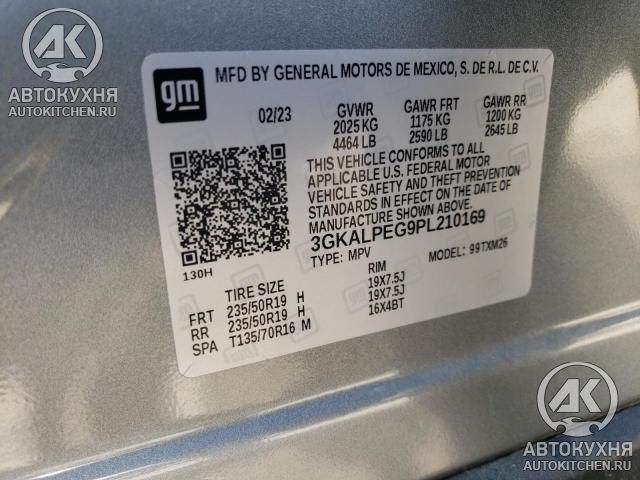 AK
АВТОКУХНЯ
AUTOKITCHEN.RU
gm
MFD BY GENERAL MOTORS DE MEXICO, S. DE R.L. DE C.V.
02/23 GVWR GAWR FRT GAWR RR
2025 KG 1175 KG 1200 KG
4464 LB 2590 LB 2645 LB
THIS VEHICLE CONFORMS TO ALL
APPLICABLE U.S. FEDERAL MOTOR
VEHICLE SAFETY AND THEFT PREVENTION
STANDARDS IN EFFECT ON THE DATE OF
MANUFACTURE SHOWN ABOVE.
3GKALPEG9PL210169
TYPE: MPV MODEL: 99TXM26
130H
TIRE SIZE RIM
FRT 235/50R19 H 19X7.5J
RR 235/50R19 H 19X7.5J
SPA T135/70R16 M 16X4BT
AK
АВТОКУХНЯ
AUTOKITCHEN.RU